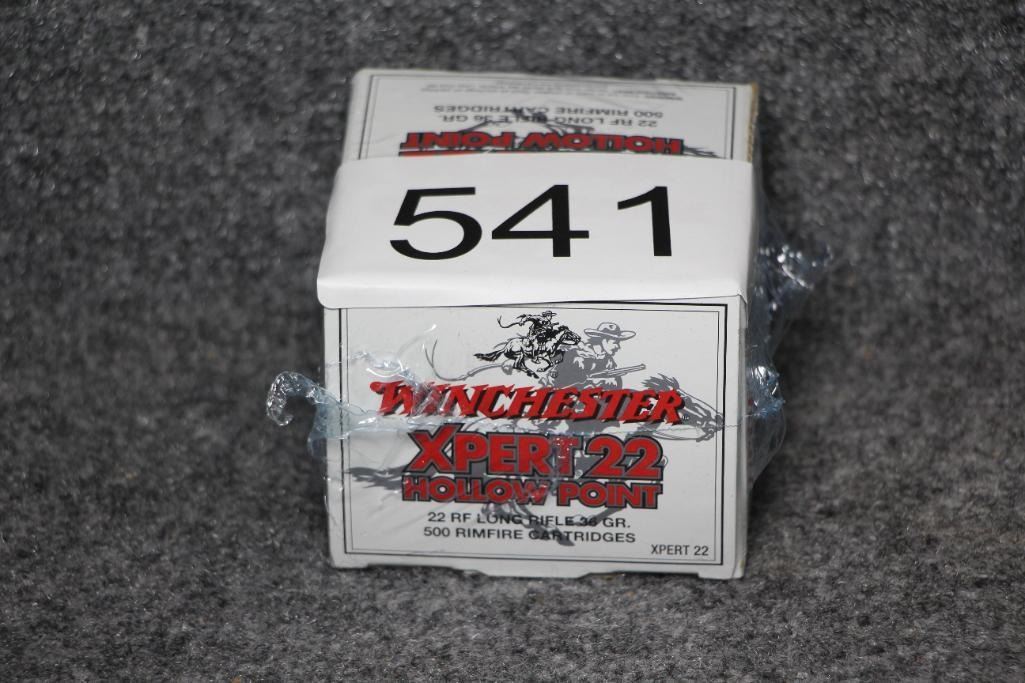 22 RF LONG RIFLE 36 GR.
500 RIMFIRE CARTRIDGES
HOLLOW POINT
541
WINCHESTER
XPERT 22
HOLLOW POINT
22 RF LONG RIFLE 36 GR.
500 RIMFIRE CARTRIDGES
XPERT 22